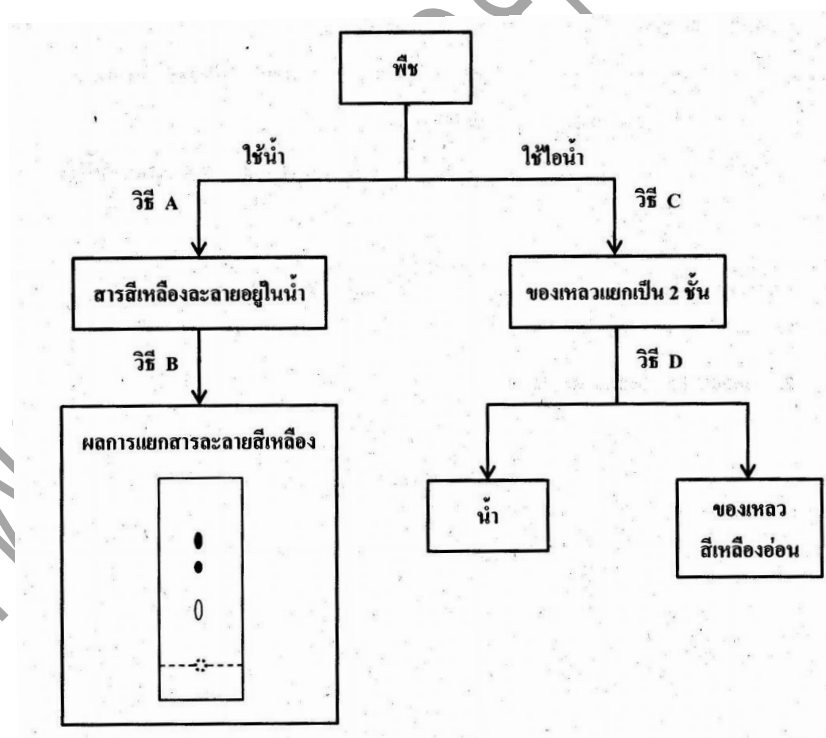 พืช
ใช้น้ำ
ใช้ไอน้ำ
วิธี A
วิธี C
สารสีเหลืองละลายอยู่ในน้ำ
ของเหลวแยกเป็น 2 ชั้น
วิธี B
วิธี D
ผลการแยกสารละลายสีเหลือง
น้ำ
ของเหลว
สีเหลืองอ่อน